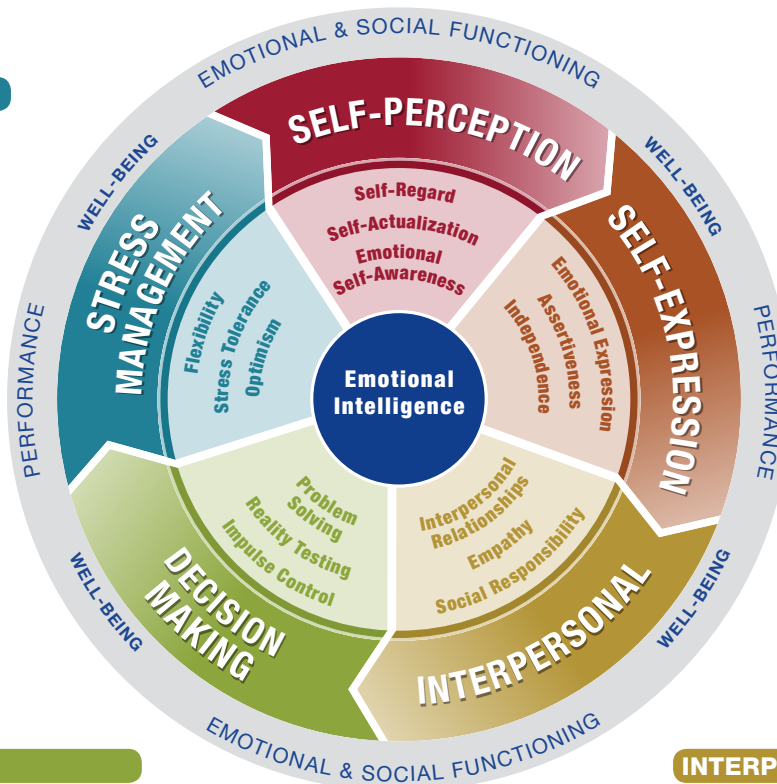 EMOTIONAL & SOCIAL FUNCTIONING
WELL-BEING
WELL-BEING
PERFORMANCE
PERFORMANCE
SELF-PERCEPTION
Self-Regard
Self-Actualization
Emotional
Self-Awareness
SELF-EXPRESSION
Emotional Expression
Assertiveness
Independence
STRESS
MANAGEMENT
Flexibility
Stress Tolerance
Optimism
Emotional
Intelligence
INTERPERSONAL
Interpersonal
Relationships
Empathy
Social Responsibility
DECISION
MAKING
Problem
Solving
Reality Testing
Impulse Control
WELL-BEING
WELL-BEING
EMOTIONAL & SOCIAL FUNCTIONING
INTERP